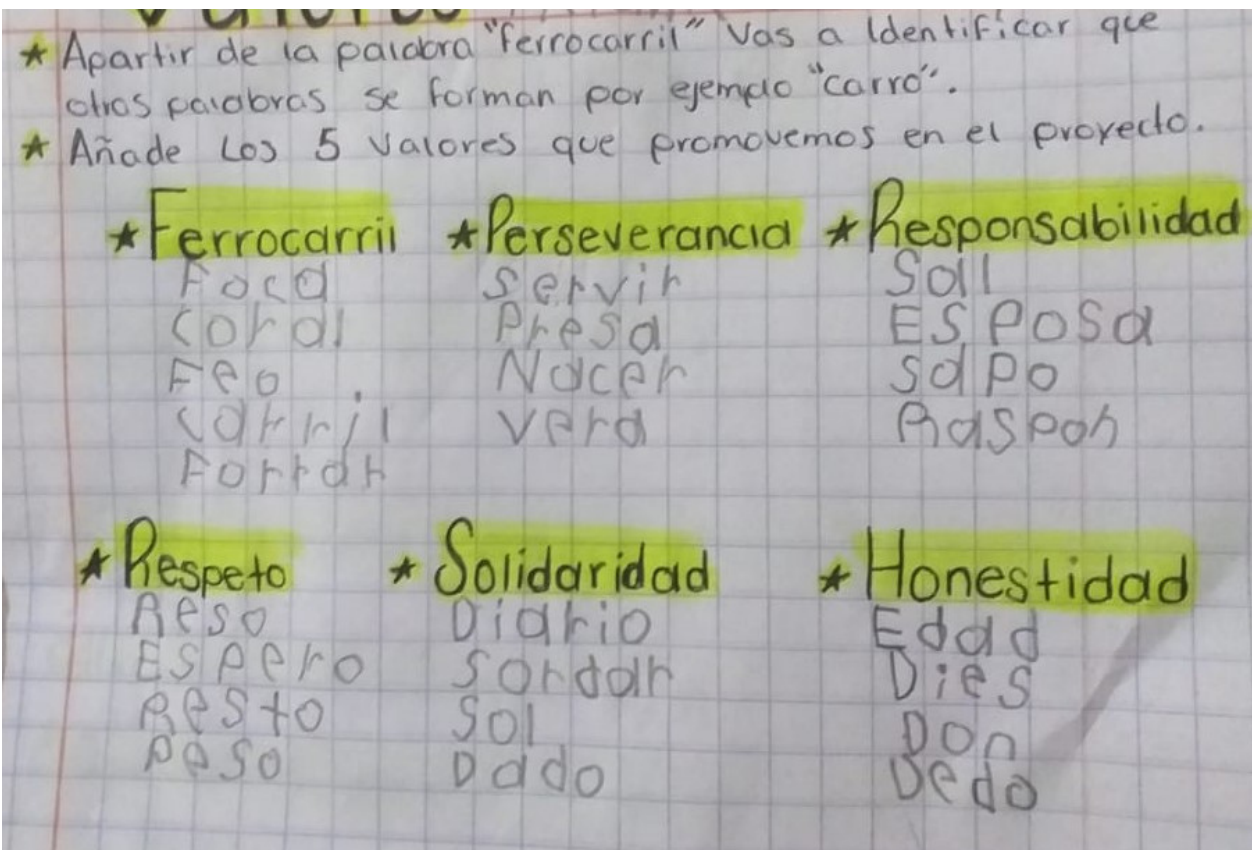 ★ Apartir de la palabra "ferrocarril" Vas a Identificar que
otras palabras se forman por ejemplo "carro".
★ Añade Los 5 Valores que promovemos en el proyecto.
★ Ferrocarril
Foca
Coral
Feo
Carril
Forrar
★ Perseverancia
Servir
Presa
Nacer
Vera
★ Responsabilidad
Sall
ESPOSa
Sapo
Raspon
★ Respeto
Reso
ESPero
Resto
Peso
★ Solidaridad
Diario
Sordar
Sol
Dado
★ Honestidad
Edad
Dies
Don
Dedo